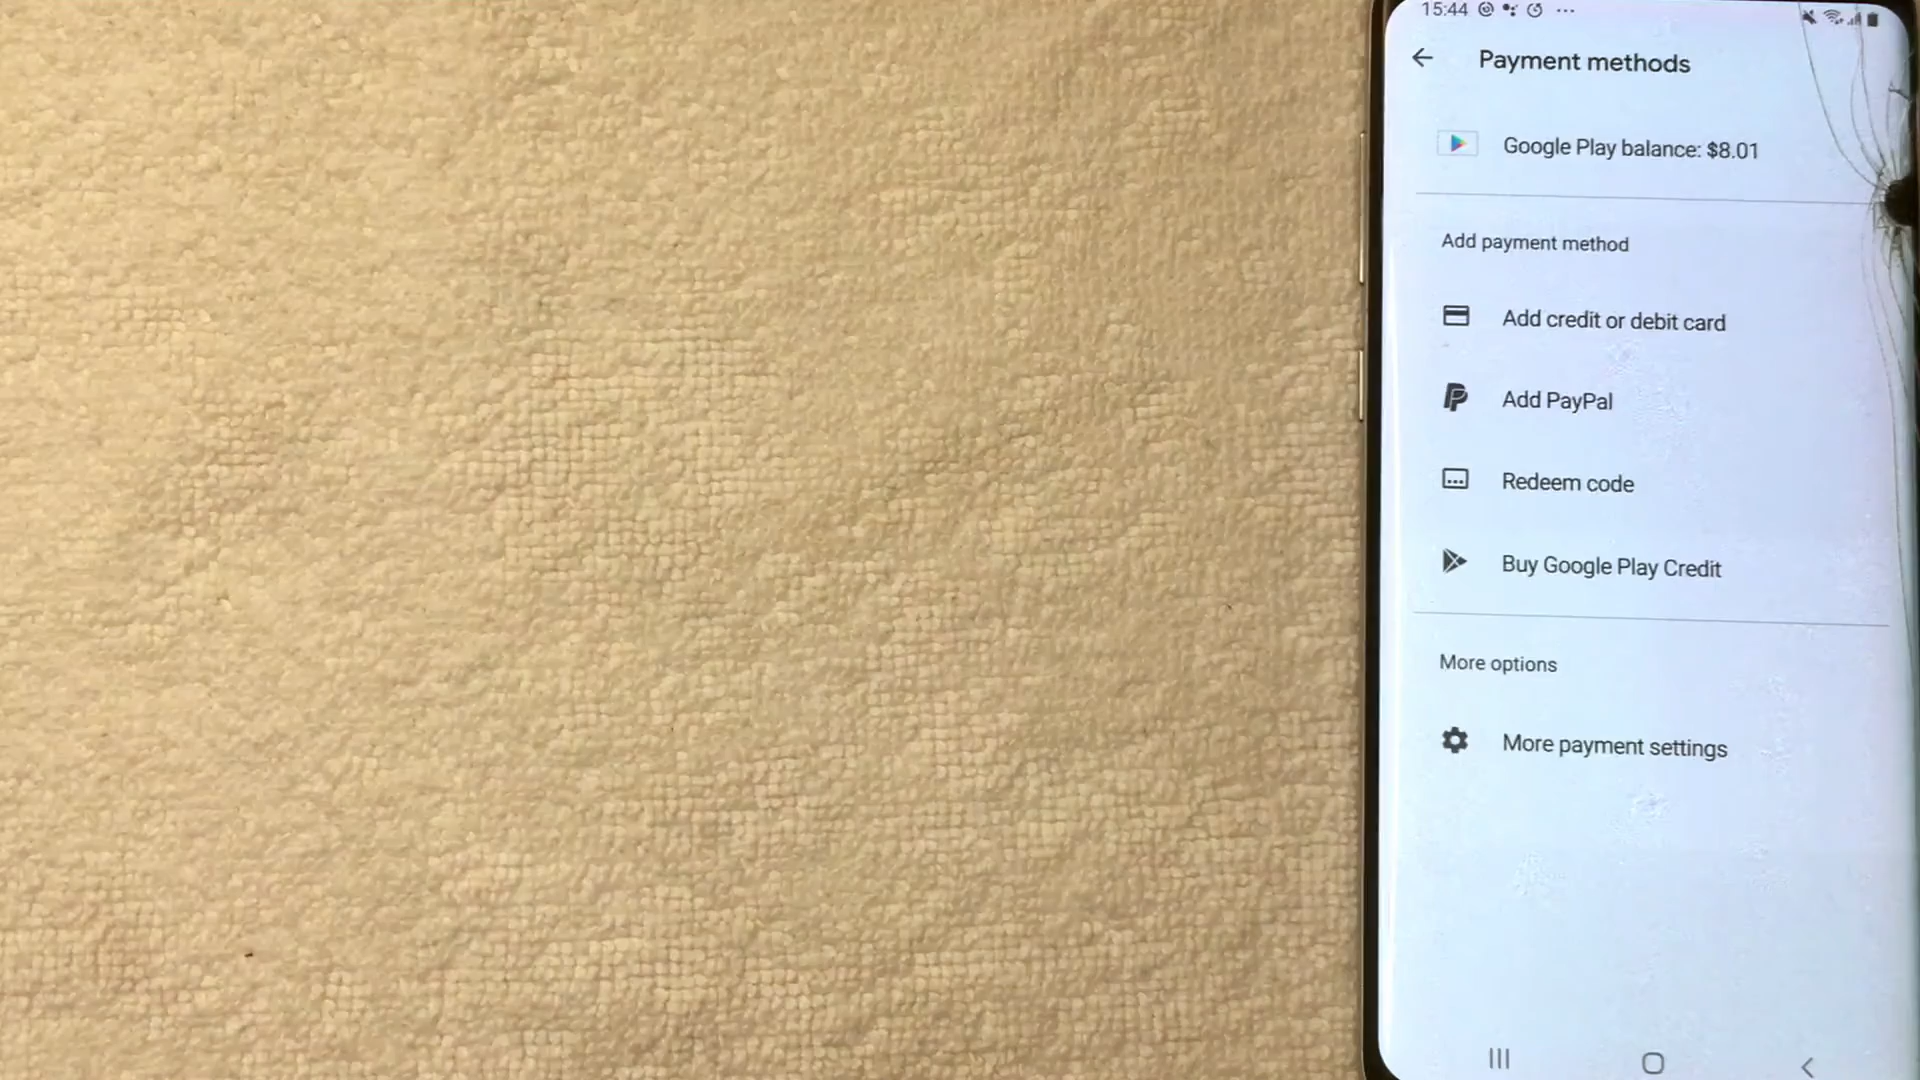 15:44
Payment methods
Google Play balance: $8.01
Add payment method
Add credit or debit card
Add PayPal
Redeem code
Buy Google Play Credit
More options
More payment settings